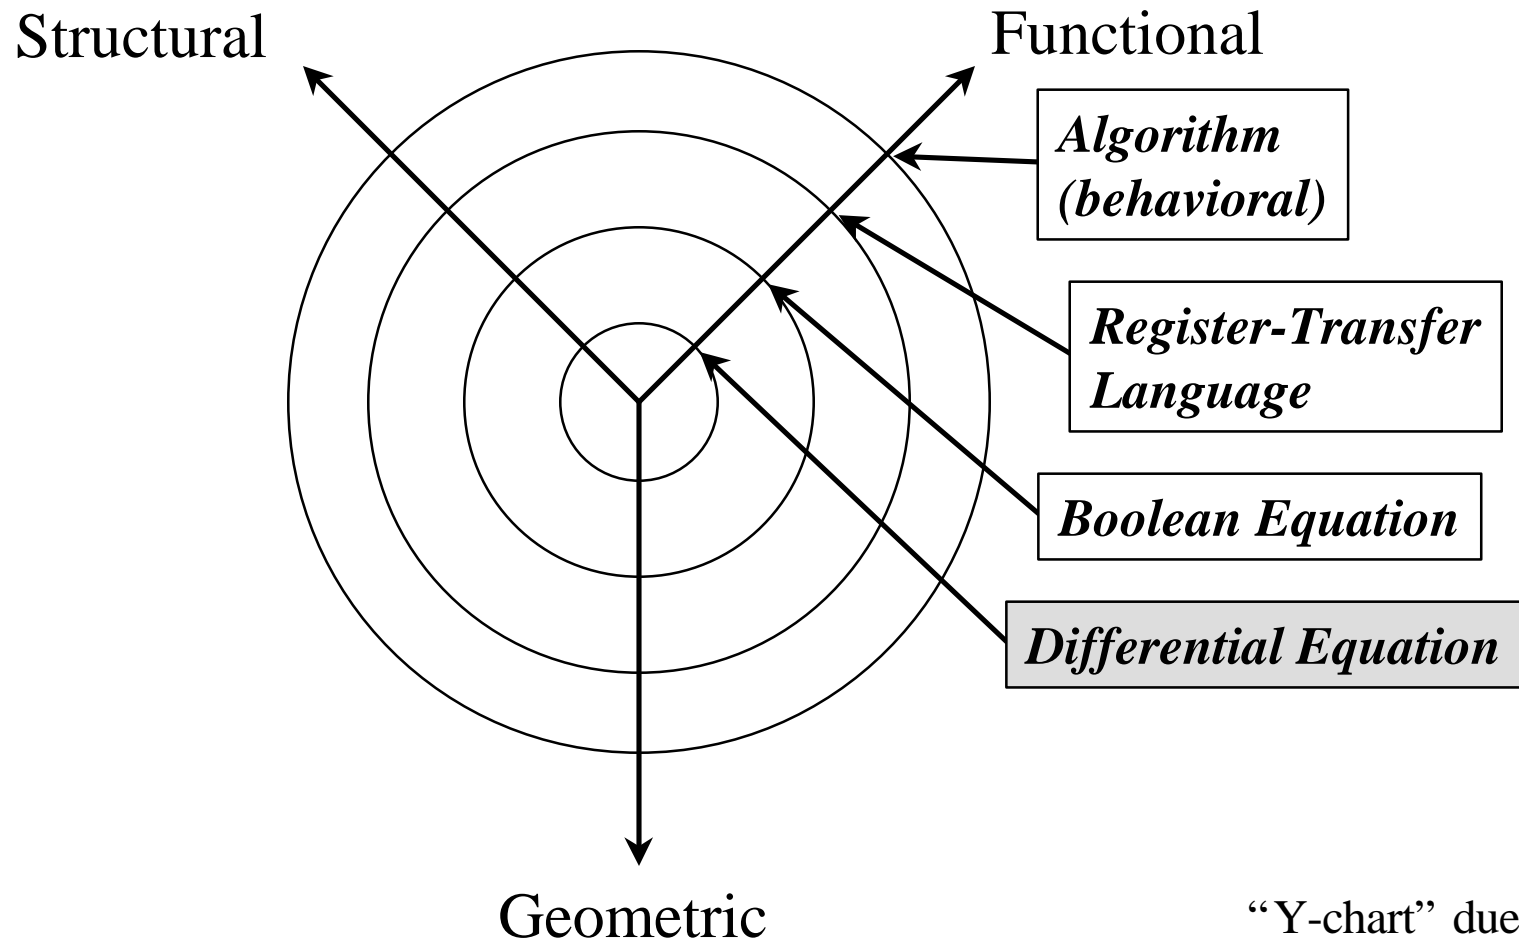 Structural
Functional
Algorithm
(behavioral)
Register-Transfer
Language
Boolean Equation
Differential Equation
Geometric
“Y-chart” due